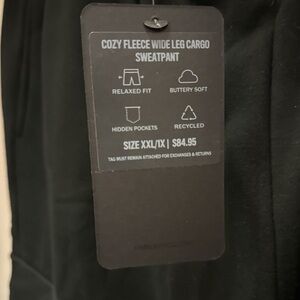 COZY FLEECE WIDE LEG CARGO
SWEATPANT
RELAXED FIT
BUTTERY SOFT
HIDDEN POCKETS
RECYCLED
SIZE XXL/1X | $84.95
TAG MUST REMAIN ATTACHED FOR EXCHANGES & RETURNS